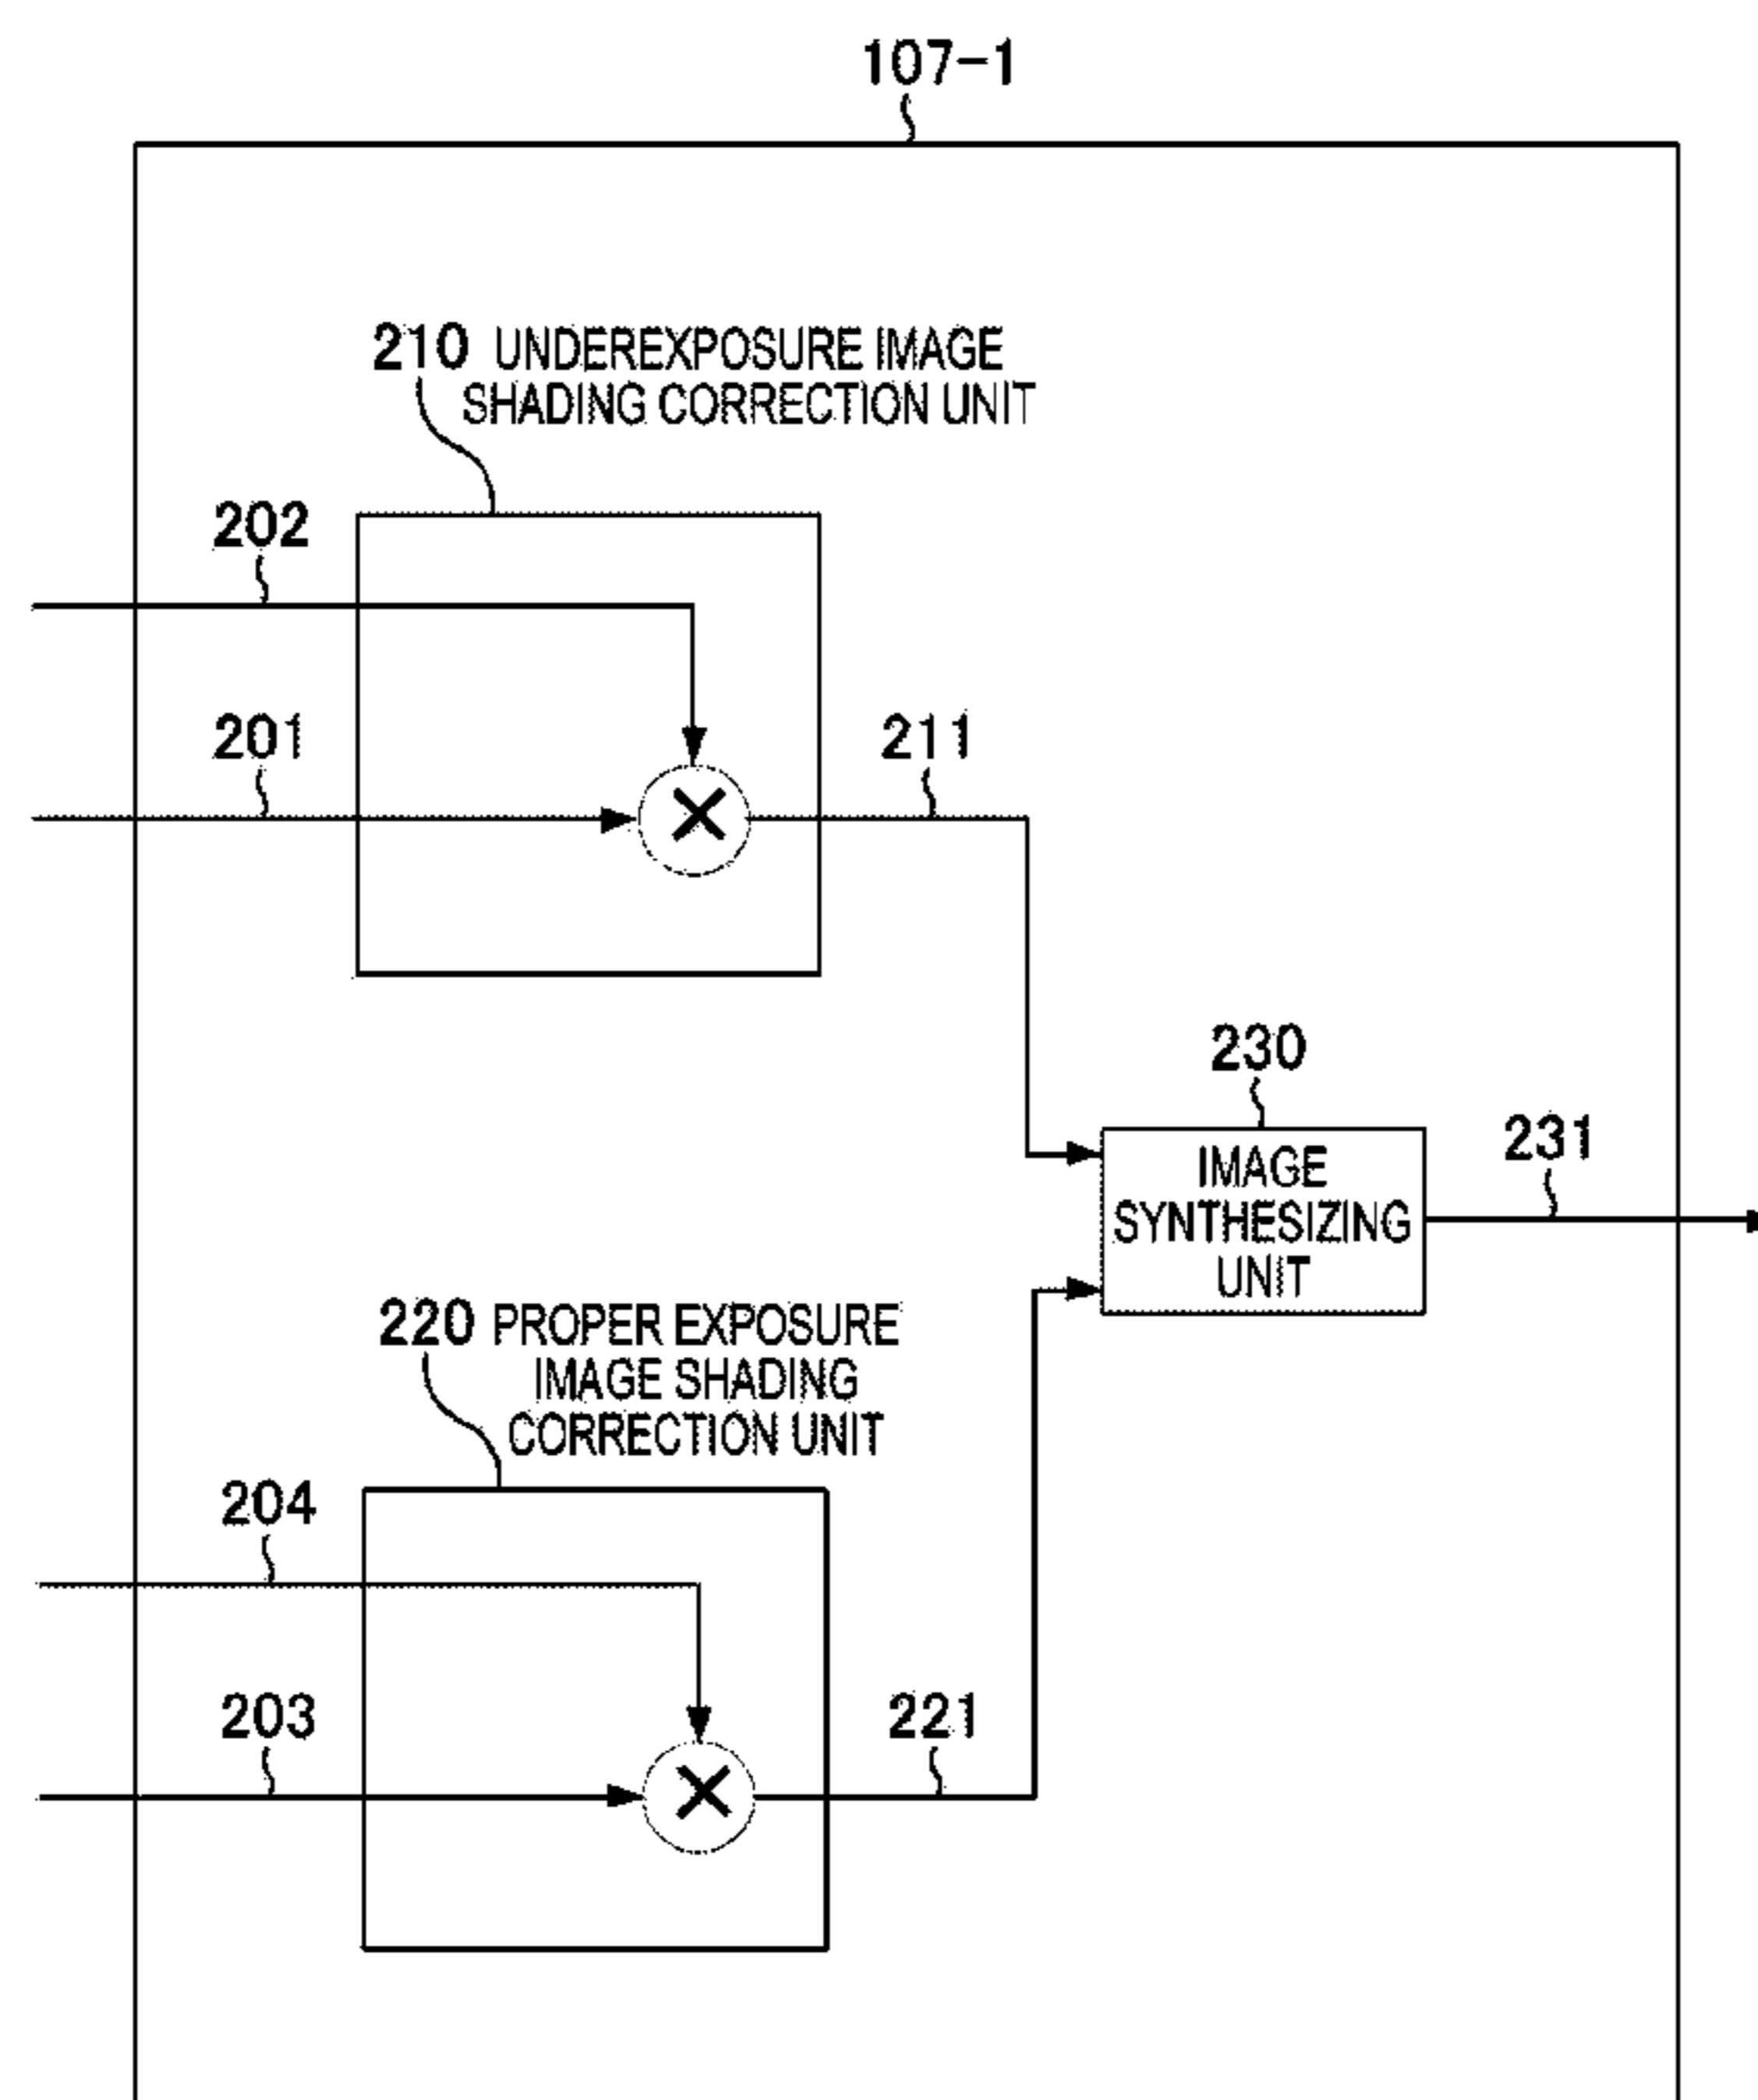 107-1
210 UNDEREXPOSURE IMAGE
SHADING CORRECTION UNIT
202
201
211
230
IMAGE
SYNTHESIZING
UNIT
231
220 PROPER EXPOSURE
IMAGE SHADING
CORRECTION UNIT
204
203
221